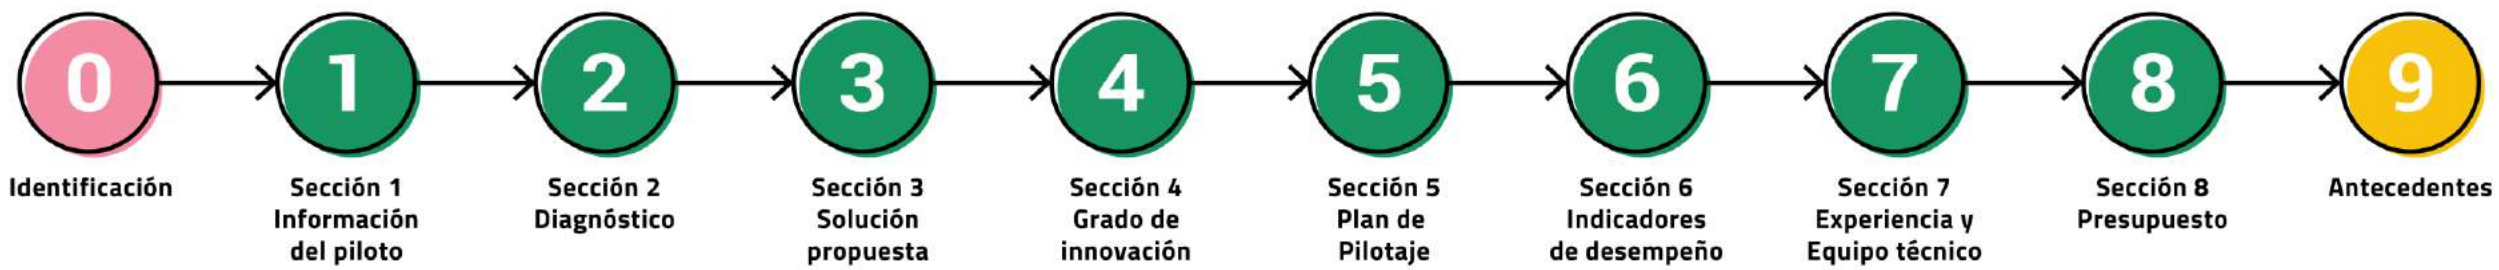 0
Identificación
1
Sección 1
Información
del piloto
2
Sección 2
Diagnóstico
3
Sección 3
Solución
propuesta
4
Sección 4
Grado de
innovación
5
Sección 5
Plan de
Pilotaje
6
Sección 6
Indicadores
de desempeño
7
Sección 7
Experiencia y
Equipo técnico
8
Sección 8
Presupuesto
9
Antecedentes